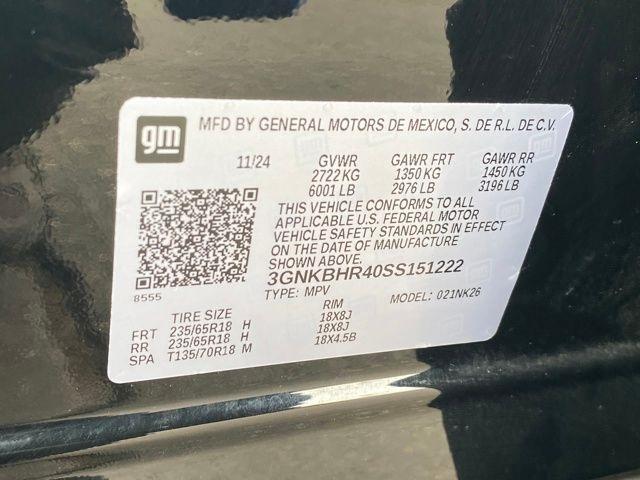 gm
MFD BY GENERAL MOTORS DE MEXICO, S. DE R.L. DE C.V.
11/24 GVWR GAWR FRT GAWR RR
2722 KG 1350 KG 1450 KG
6001 LB 2976 LB 3196 LB
THIS VEHICLE CONFORMS TO ALL
APPLICABLE U.S. FEDERAL MOTOR
VEHICLE SAFETY STANDARDS IN EFFECT
ON THE DATE OF MANUFACTURE
SHOWN ABOVE.
3GNKBHR40SS151222
8555 TYPE: MPV MODEL: 021NK26
TIRE SIZE RIM
FRT 235/65R18 H 18X8J
RR 235/65R18 H 18X8J
SPA T135/70R18 M 18X4.5B